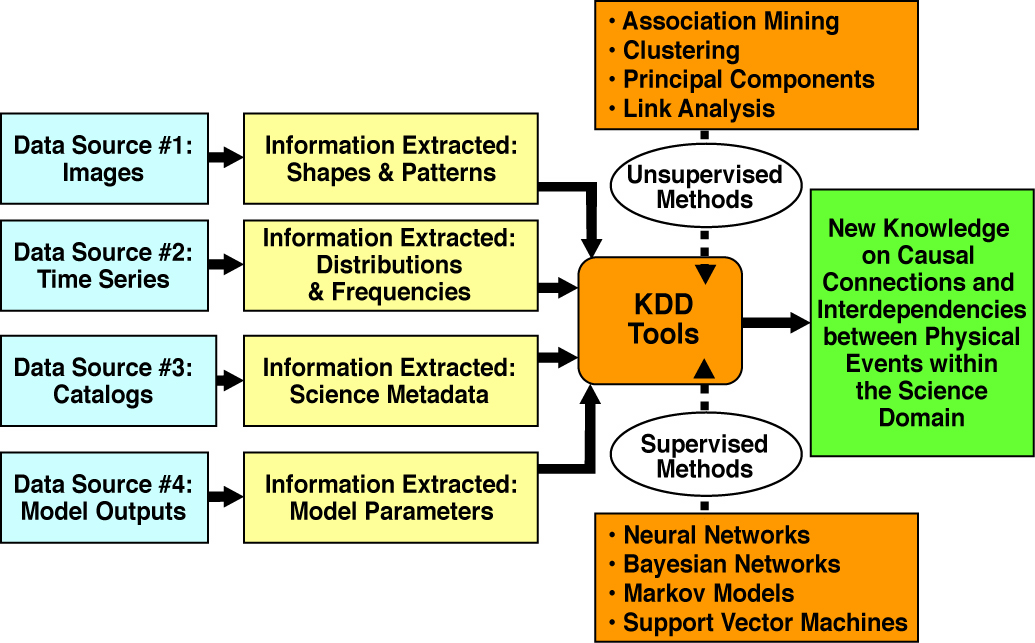 • Association Mining
• Clustering
• Principal Components
• Link Analysis
Unsupervised
Methods
Data Source #1:
Images
Information Extracted:
Shapes & Patterns
Data Source #2:
Time Series
Information Extracted:
Distributions
& Frequencies
Data Source #3:
Catalogs
Information Extracted:
Science Metadata
Data Source #4:
Model Outputs
Information Extracted:
Model Parameters
KDD
Tools
New Knowledge
on Causal
Connections and
Interdependencies
between Physical
Events within
the Science
Domain
Supervised
Methods
• Neural Networks
• Bayesian Networks
• Markov Models
• Support Vector Machines